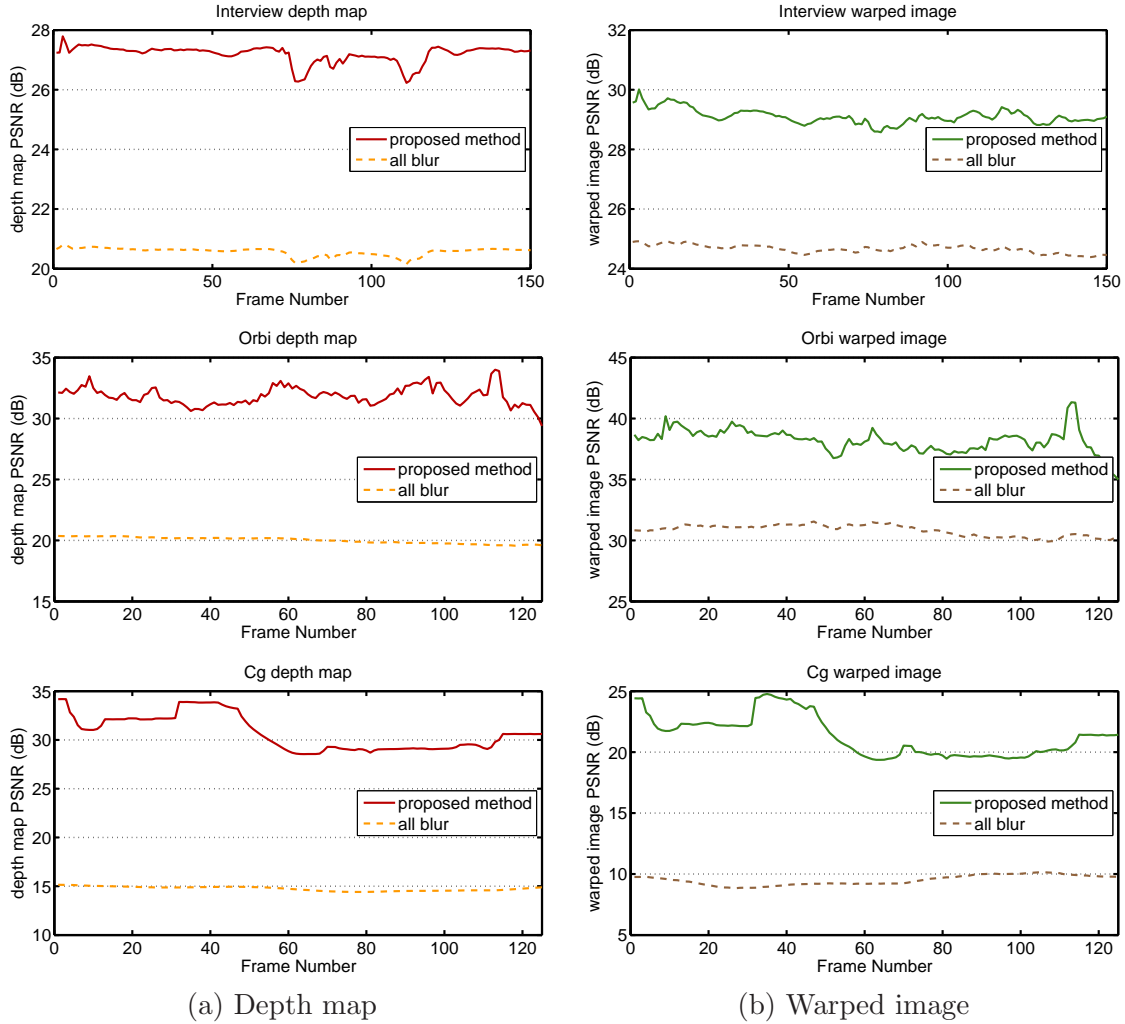 Interview depth map
28
26
24
22
20
0
50
100
150
depth map PSNR (dB)
Frame Number
proposed method
all blur
Interview warped image
32
30
28
26
24
0
50
100
150
warped image PSNR (dB)
Frame Number
proposed method
all blur
Orbi depth map
35
30
25
20
15
0
20
40
60
80
100
120
depth map PSNR (dB)
Frame Number
proposed method
all blur
Orbi warped image
45
40
35
30
25
0
20
40
60
80
100
120
warped image PSNR (dB)
Frame Number
proposed method
all blur
Cg depth map
35
30
25
20
15
10
0
20
40
60
80
100
120
depth map PSNR (dB)
Frame Number
proposed method
all blur
Cg warped image
25
20
15
10
5
0
20
40
60
80
100
120
warped image PSNR (dB)
Frame Number
proposed method
all blur
(a) Depth map
(b) Warped image